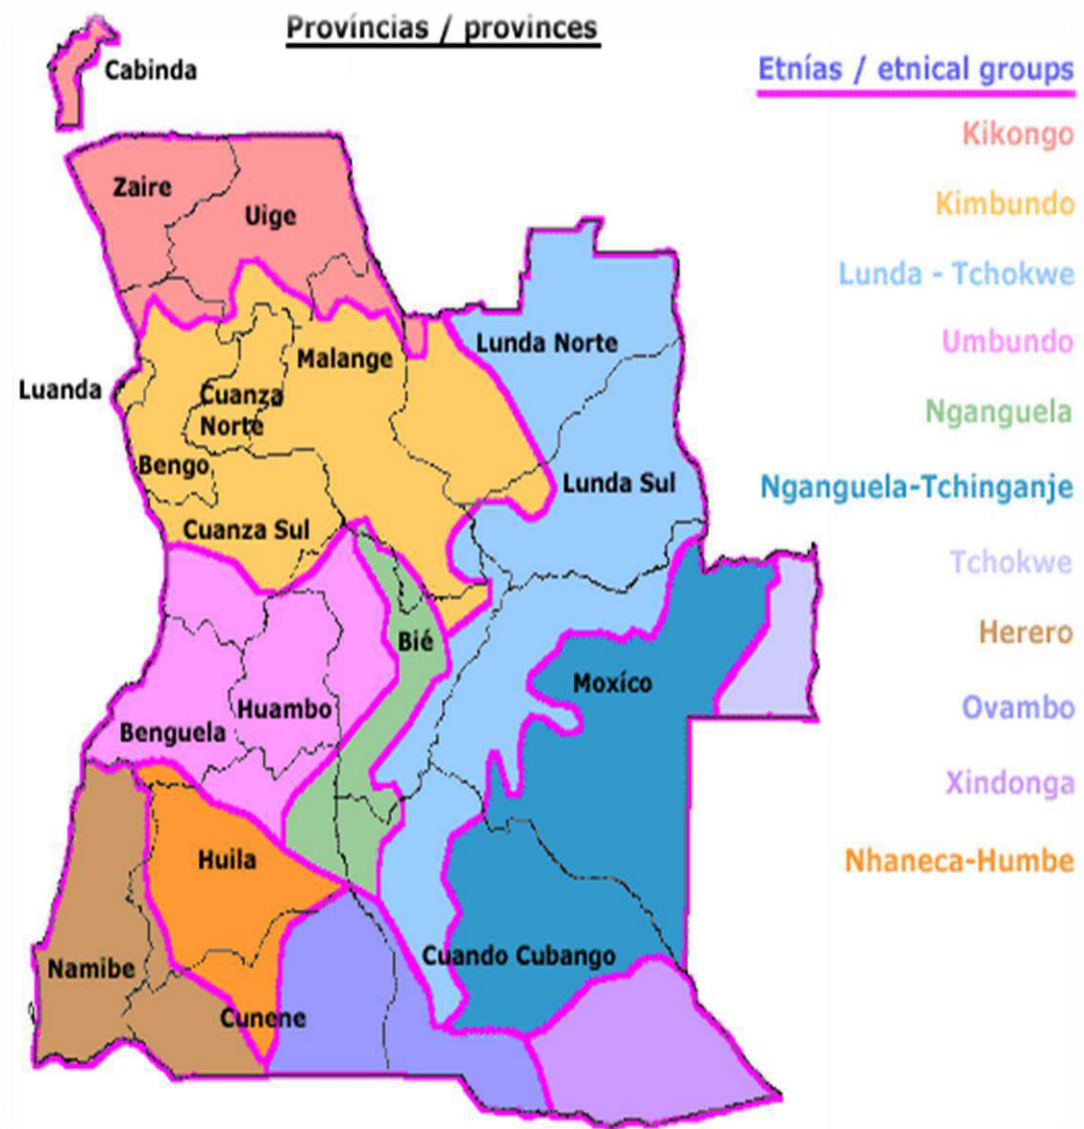 Províncias / provinces
Cabinda
Etnías / etnical groups
Kikongo
Zaire
Uige
Kimbundo
Lunda - Tchokwe
Umbundo
Lunda Norte
Malange
Luanda
Cuanza
Norte
Nganguela
Bengo
Lunda Sul
Nganguela-Tchinganje
Cuanza Sul
Tchokwe
Herero
Bié
Moxíco
Huambo
Ovambo
Benguela
Xindonga
Huila
Nhaneca-Humbe
Cuando Cubango
Namibe
Cunene